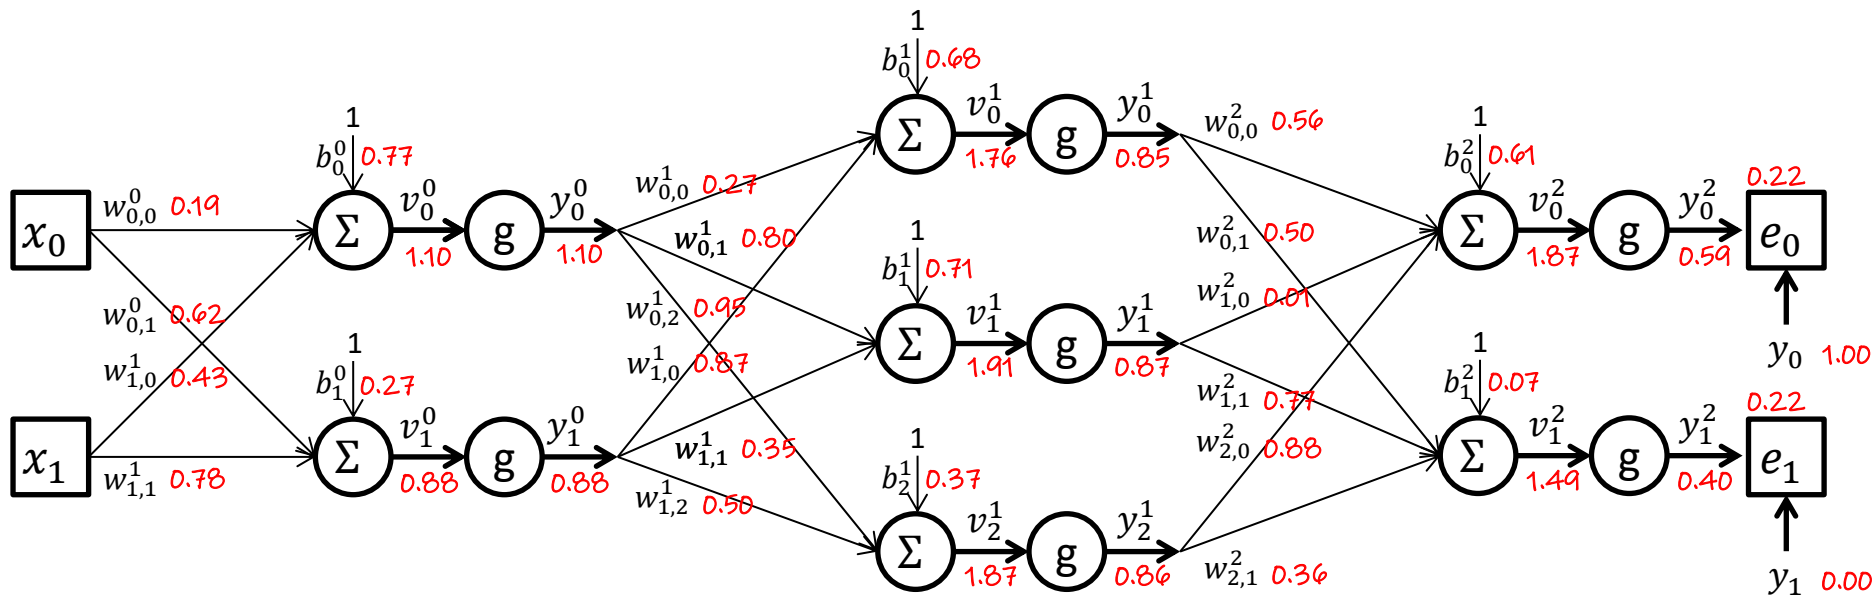 1
b_0^1 0.68
v_0^1 y_0^1
Σ g
1.76 0.85
w_{0,0}^2 0.56
1
b_0^0 0.77
1
b_0^2 0.61
x_0
w_{0,0}^0 0.19
Σ g
v_0^0 y_0^0
1.10 1.10
w_{0,0}^1 0.27
w_{0,1}^1 0.80
1
b_1^1 0.71
w_{0,1}^2 0.50
Σ g
v_0^2 y_0^2
1.87 0.59
0.22
e_0
y_0 1.00
w_{0,1}^0 0.62
w_{1,0}^1 0.43
w_{0,2}^1 0.95
w_{1,0}^1 0.87
Σ g
v_1^1 y_1^1
1.91 0.87
w_{1,0}^2 0.01
w_{1,1}^2 0.77
1
b_1^0 0.27
1
b_1^2 0.07
x_1
w_{1,1}^1 0.78
Σ g
v_1^0 y_1^0
0.88 0.88
w_{1,1}^1 0.35
w_{1,2}^1 0.50
1
b_2^1 0.37
w_{2,0}^2 0.88
Σ g
v_1^2 y_1^2
1.49 0.40
0.22
e_1
y_1 0.00
Σ g
v_2^1 y_2^1
1.87 0.86
w_{2,1}^2 0.36